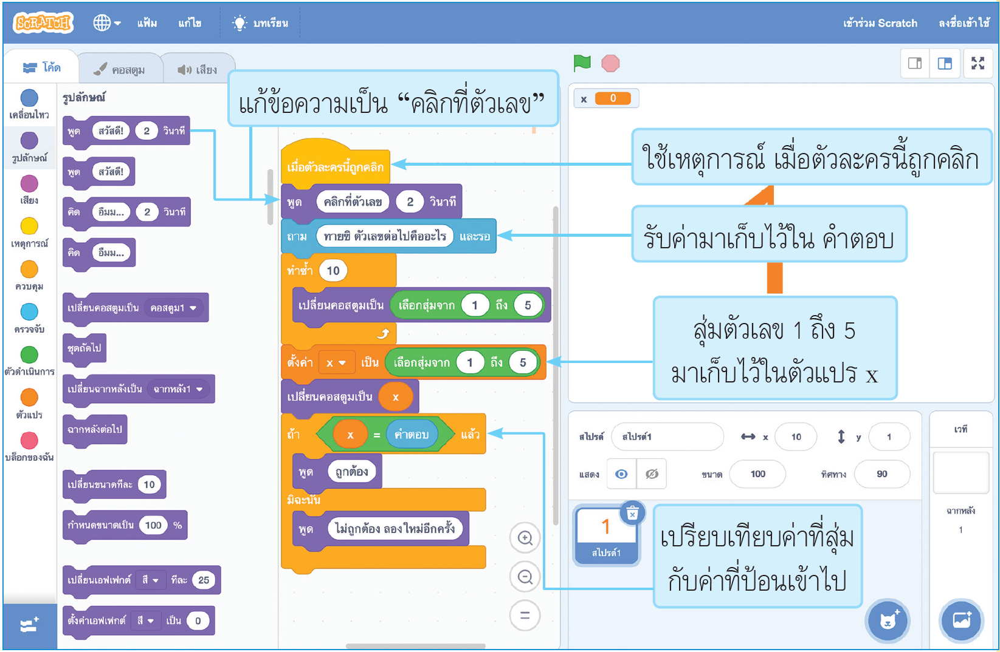 SCRATCH
แฟ้ม
แก้ไข
บทเรียน
เข้าร่วม Scratch
ลงชื่อเข้าใช้
โค้ด
คอสตูม
เสียง
แก้ข้อความเป็น “คลิกที่ตัวเลข”
เคลื่อนไหว
รูปลักษณ์
เสียง
เหตุการณ์
ควบคุม
ตรวจจับ
ตัวดำเนินการ
ตัวแปร
บล็อกของฉัน
รูปลักษณ์
พูด สวัสดี! 2 วินาที
พูด สวัสดี!
คิด อืมม... 2 วินาที
คิด อืมม...
เปลี่ยนคอสตูมเป็น คอสตูม1
ชุดถัดไป
เปลี่ยนฉากหลังเป็น ฉากหลัง1
ฉากหลังต่อไป
เปลี่ยนขนาดทีละ 10
กำหนดขนาดเป็น 100 %
เปลี่ยนเอฟเฟกต์ สี ทีละ 25
ตั้งค่าเอฟเฟกต์ สี เป็น 0
เมื่อตัวละครนี้ถูกคลิก
พูด คลิกที่ตัวเลข 2 วินาที
ถาม ทายซิ ตัวเลขต่อไปคืออะไร และรอ
ทำซ้ำ 10
เปลี่ยนคอสตูมเป็น เลือกสุ่มจาก 1 ถึง 5
ตั้งค่า x เป็น เลือกสุ่มจาก 1 ถึง 5
เปลี่ยนคอสตูมเป็น x
ถ้า x = คำตอบ แล้ว
พูด ถูกต้อง
มิฉะนั้น
พูด ไม่ถูกต้อง ลองใหม่อีกครั้ง
x 0
ใช้เหตุการณ์ เมื่อตัวละครนี้ถูกคลิก
รับค่ามาเก็บไว้ใน คำตอบ
สุ่มตัวเลข 1 ถึง 5
มาเก็บไว้ในตัวแปร x
สไปรต์ สไปรต์1 x 10 y 1
แสดง ขนาด 100 ทิศทาง 90
1
สไปรต์1
เปรียบเทียบค่าที่สุ่ม
กับค่าที่ป้อนเข้าไป
เวที
ฉากหลัง
1